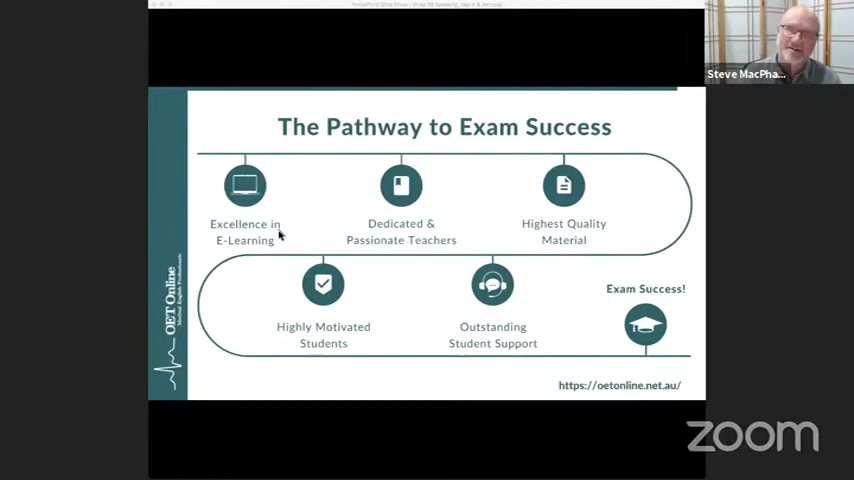 Steve MacPha...
The Pathway to Exam Success
Excellence in
E-Learning
Dedicated &
Passionate Teachers
Highest Quality
Material
Highly Motivated
Students
Outstanding
Student Support
Exam Success!
OET Online
https://oetonline.net.au/
zoom